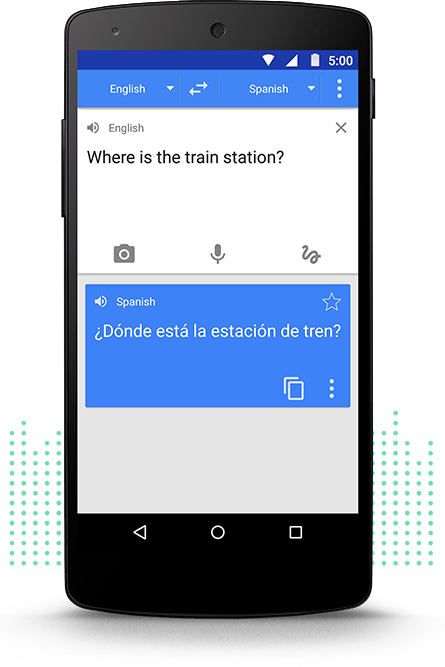 5:00
English Spanish
English
Where is the train station?
Spanish
¿Dónde está la estación de tren?